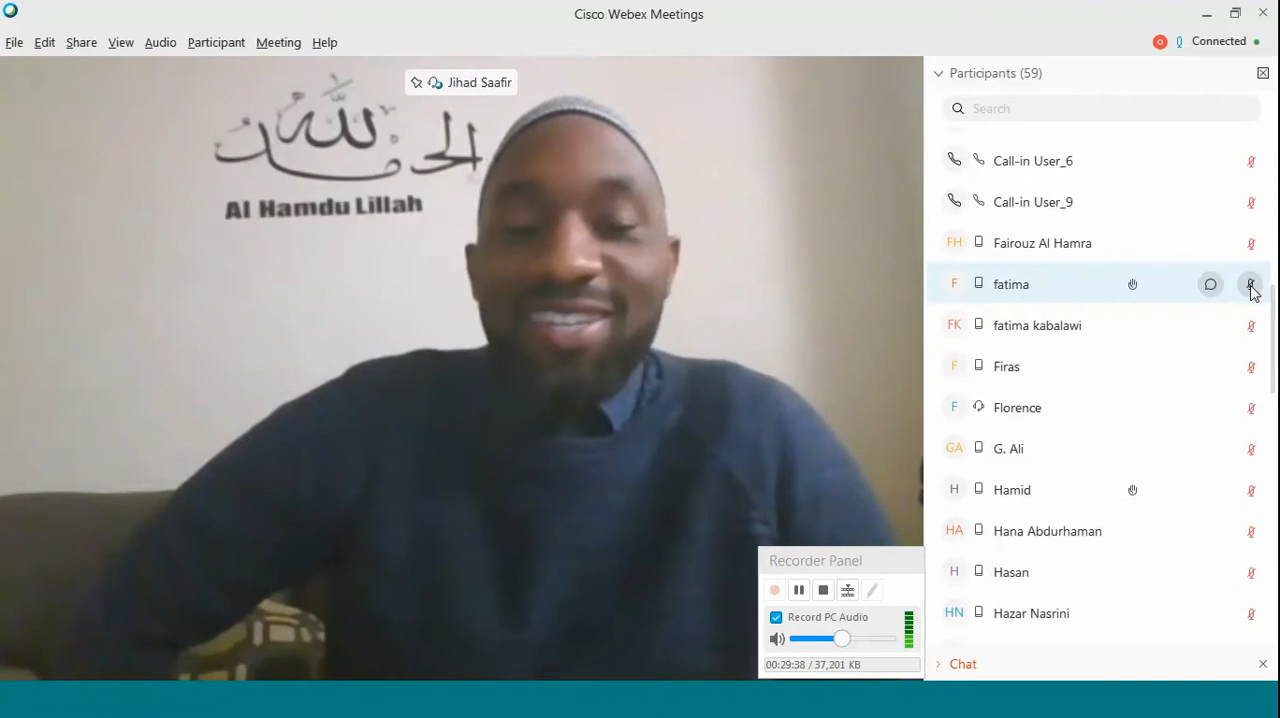 Cisco Webex Meetings
File Edit Share View Audio Participant Meeting Help
Connected
Jihad Saafir
الحمد لله
Al Hamdu Lillah
Participants (59)
Search
Call-in User_6
Call-in User_9
FH Fairouz Al Hamra
F fatima
FK fatima kabalawi
F Firas
F Florence
GA G. Ali
H Hamid
HA Hana Abdurhaman
H Hasan
HN Hazar Nasrini
Recorder Panel
Record PC Audio
00:29:38 / 37,201 KB
Chat